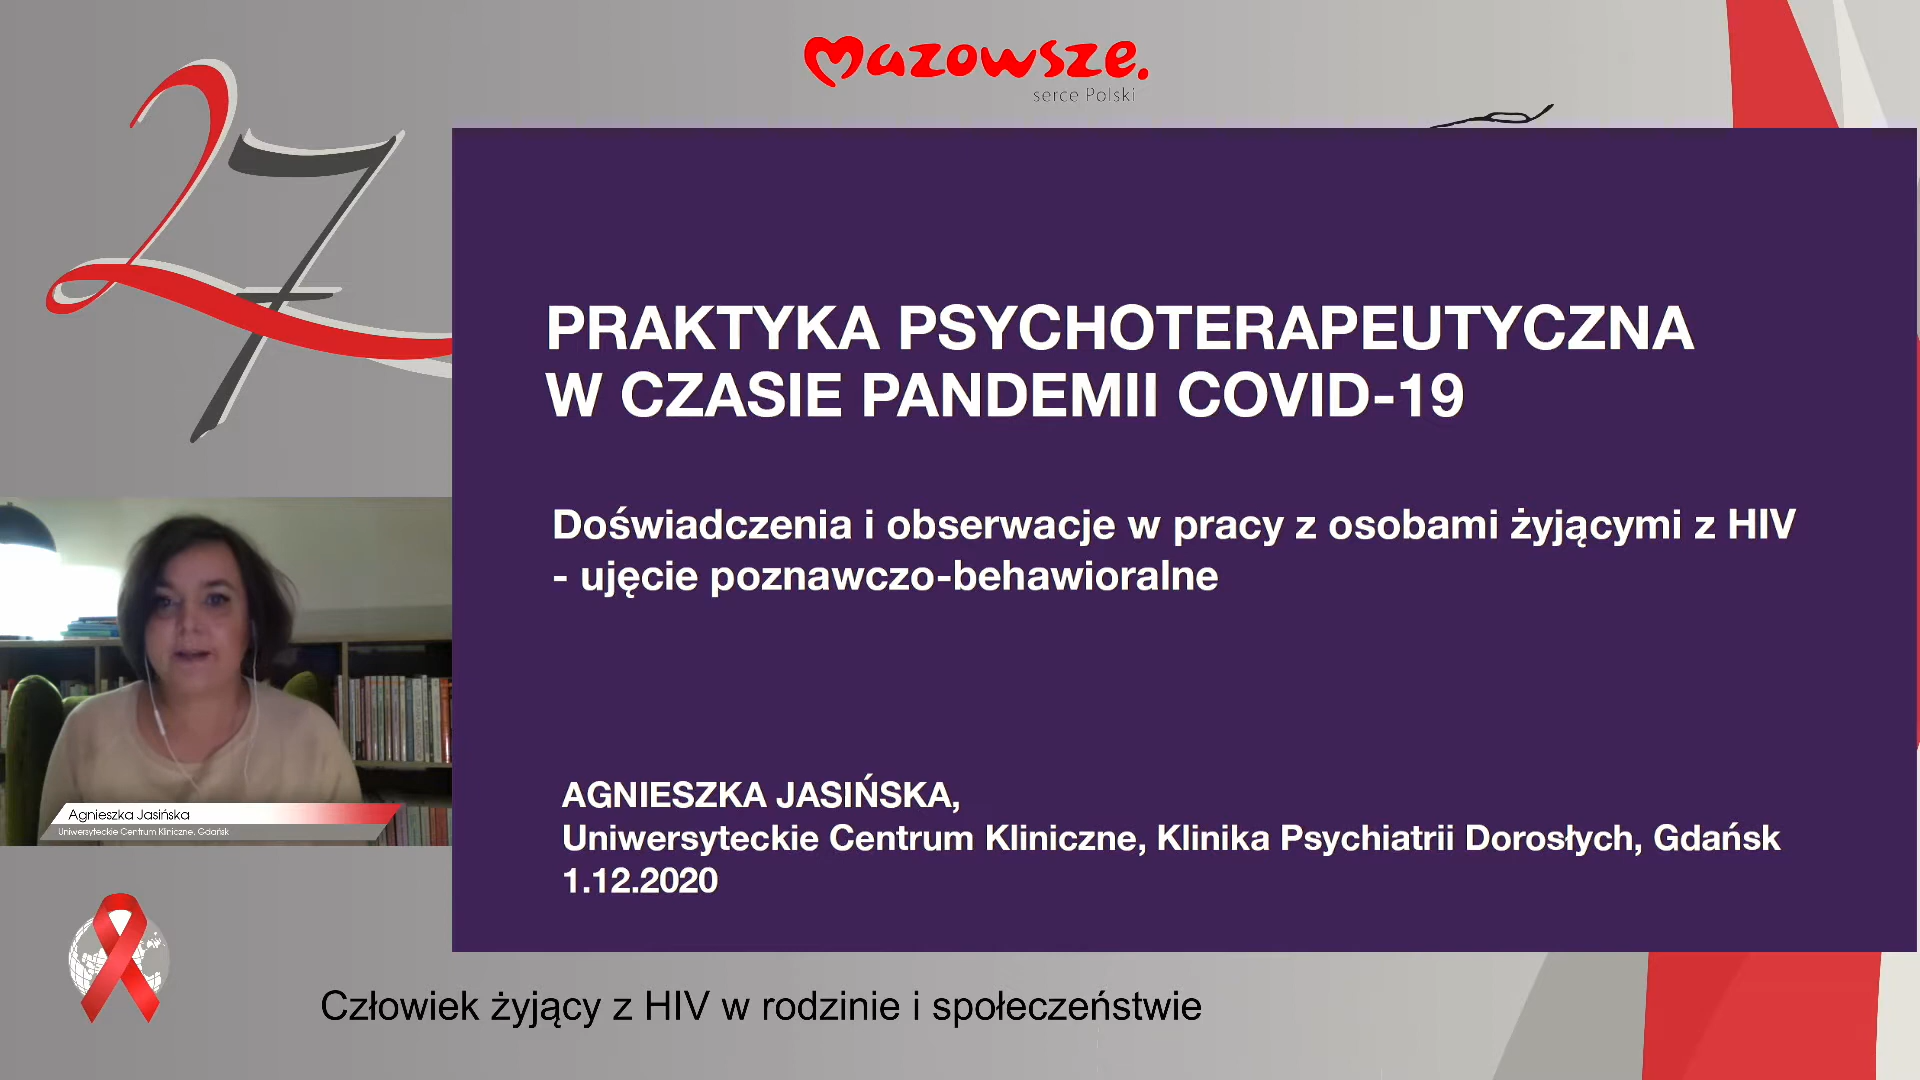 Mazowsze.
serce Polski
27
PRAKTYKA PSYCHOTERAPEUTYCZNA
W CZASIE PANDEMII COVID-19
Doświadczenia i obserwacje w pracy z osobami żyjącymi z HIV
- ujęcie poznawczo-behawioralne
AGNIESZKA JASIŃSKA,
Uniwersyteckie Centrum Kliniczne, Klinika Psychiatrii Dorosłych, Gdańsk
1.12.2020
Agnieszka Jasińska
Uniwersyteckie Centrum Kliniczne, Gdańsk
Człowiek żyjący z HIV w rodzinie i społeczeństwie